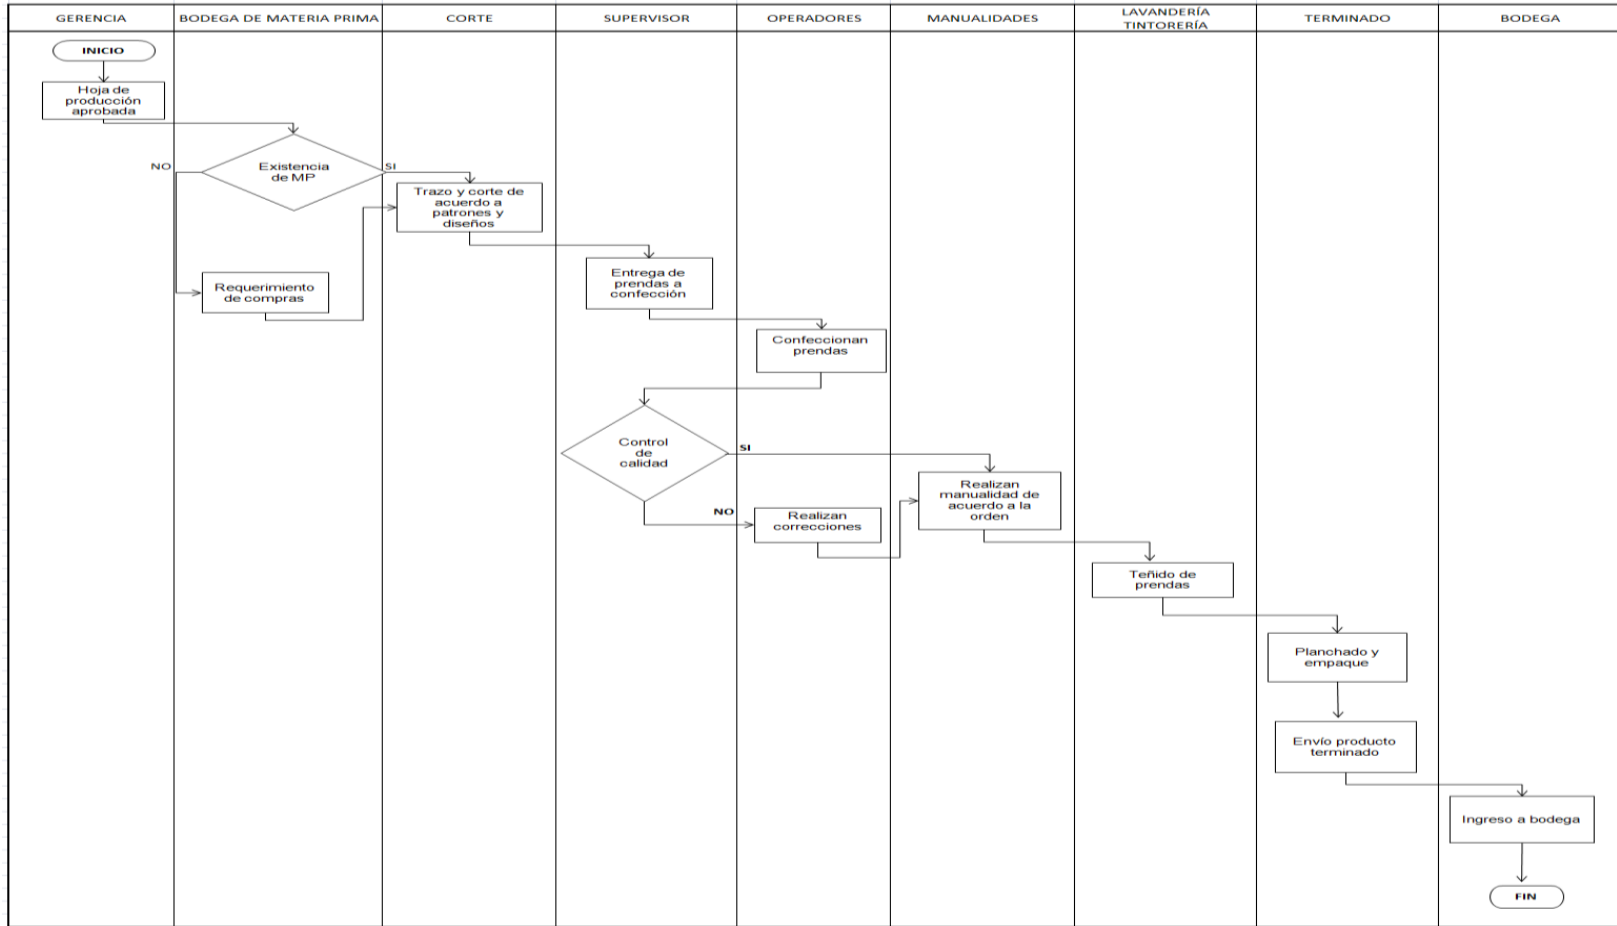 GERENCIA
BODEGA DE MATERIA PRIMA
CORTE
SUPERVISOR
OPERADORES
MANUALIDADES
LAVANDERÍA
TINTORERÍA
TERMINADO
BODEGA
INICIO
Hoja de
producción
aprobada
NO
Existencia
de MP
SI
Trazo y corte de
acuerdo a
patrones y
diseños
Requerimiento
de compras
Entrega de
prendas a
confección
Confeccionan
prendas
Control
de
calidad
SI
NO
Realizan
correcciones
Realizan
manualidad de
acuerdo a la
orden
Teñido de
prendas
Planchado y
empaque
Envío producto
terminado
Ingreso a bodega
FIN